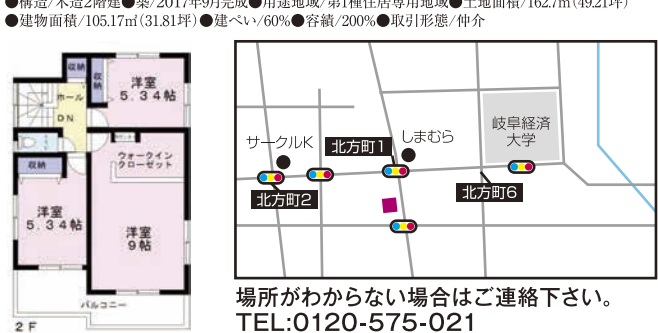 ●構造/木造2階建●築/2017年9月完成●用途地域/第1種住居専用地域●土地面積/162.7㎡(49.21坪)
●建物面積/105.17㎡(31.81坪)●建ぺい/60%●容績/200%●取引形態/仲介
収納
収納
洋室
5.34帖
ホール
DN
収納
ウォークイン
クローゼット
洋室
5.34帖
洋室
9帖
バルコニー
2F
サークルK
しまむら
岐阜経済
大学
北方町1
北方町2
北方町6
場所がわからない場合はご連絡下さい。
TEL:0120-575-021